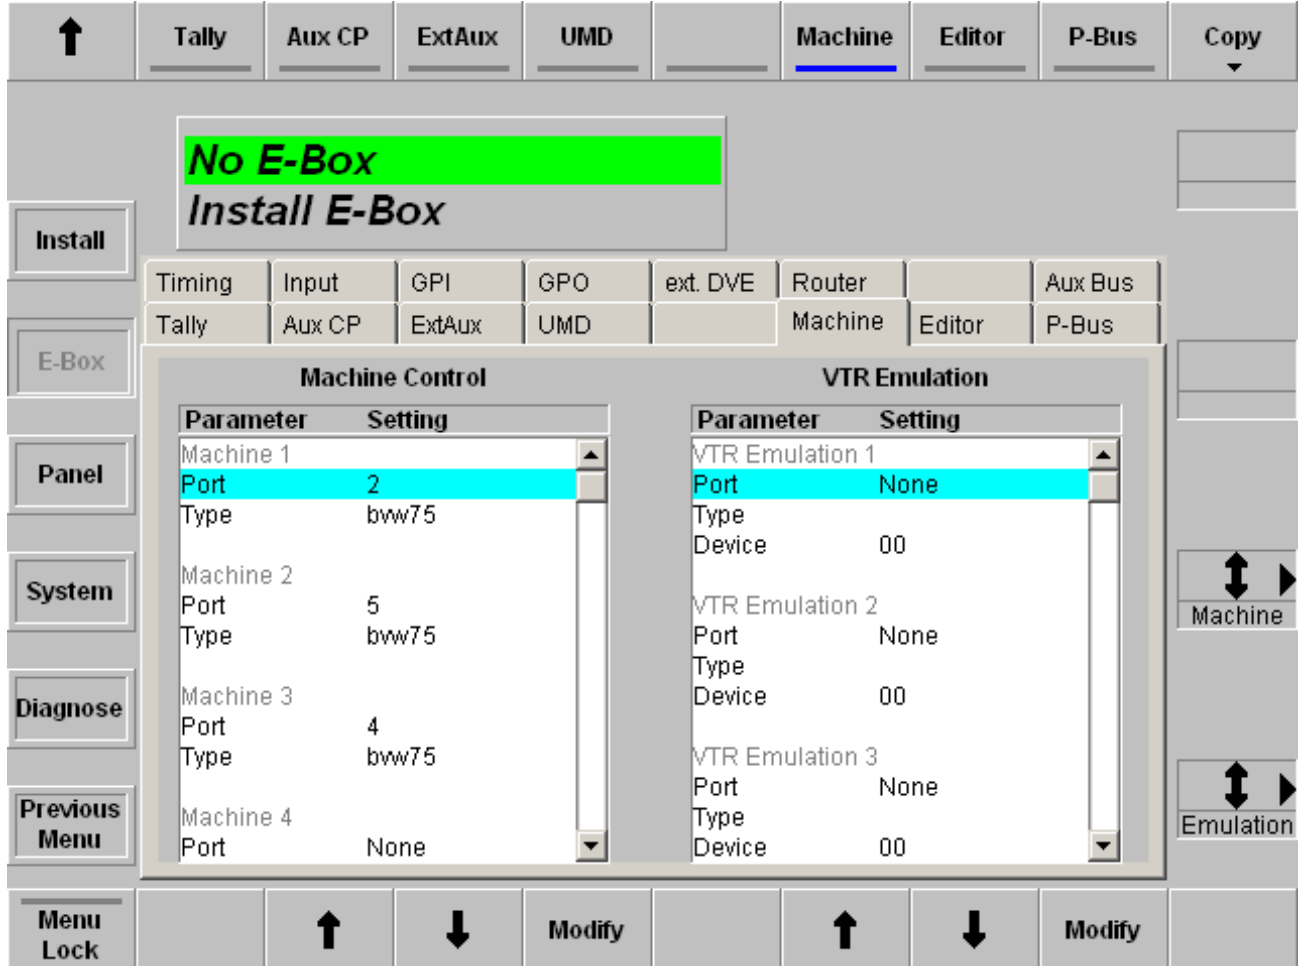 Tally Aux CP ExtAux UMD Machine Editor P-Bus Copy
No E-Box
Install E-Box
Install
Timing Input GPI GPO ext. DVE Router Aux Bus
Tally Aux CP ExtAux UMD Machine Editor P-Bus
E-Box
Panel
System
Diagnose
Previous
Menu
Machine Control
Parameter Setting
Machine 1
Port 2
Type bvw75
Machine 2
Port 5
Type bvw75
Machine 3
Port 4
Type bvw75
Machine 4
Port None
VTR Emulation
Parameter Setting
VTR Emulation 1
Port None
Type
Device 00
VTR Emulation 2
Port None
Type
Device 00
VTR Emulation 3
Port None
Type
Device 00
Machine
Emulation
Menu
Lock
Modify
Modify